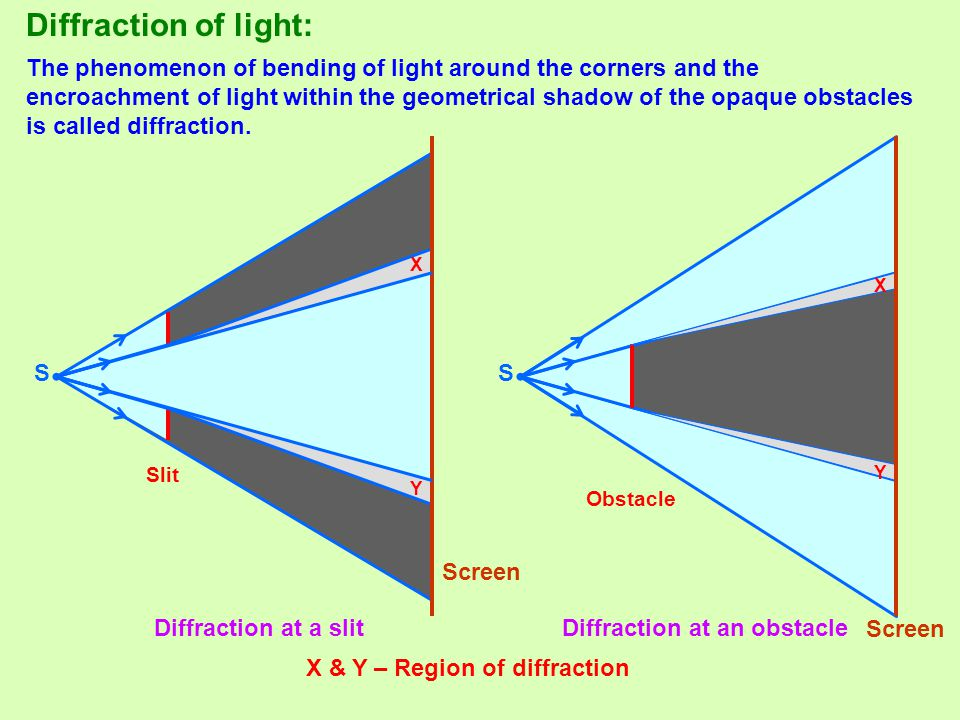 Diffraction of light:
The phenomenon of bending of light around the corners and the
encroachment of light within the geometrical shadow of the opaque obstacles
is called diffraction.
X
X
S
S
Slit
Y
Y
Obstacle
Screen
Diffraction at a slit
Diffraction at an obstacle
Screen
X & Y – Region of diffraction